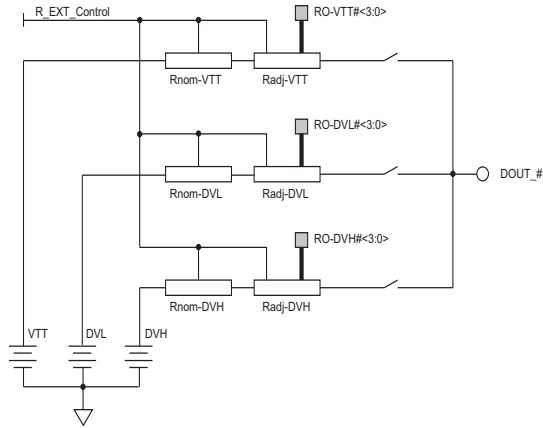 R_EXT_Control
RO-VTT#<3:0>
Rnom-VTT
Radj-VTT
RO-DVL#<3:0>
DOUT_#
Rnom-DVL
Radj-DVL
RO-DVH#<3:0>
Rnom-DVH
Radj-DVH
VTT
DVL
DVH